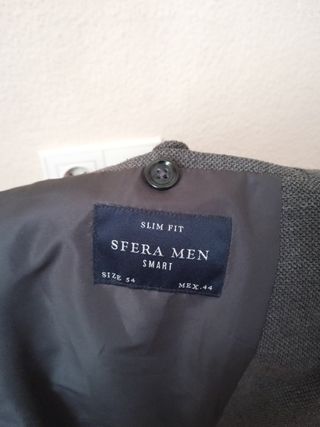 SLIM FIT
SFERA MEN
SMART
SIZE 54 MEX.44